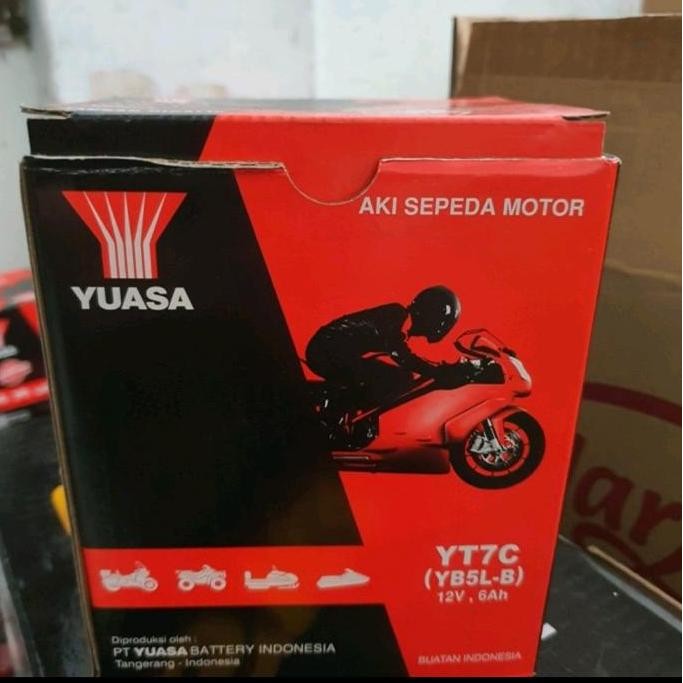 AKI SEPEDA MOTOR
YUASA
YT7C
(YB5L-B)
12V , 6Ah
Diproduksi oleh :
PT YUASA BATTERY INDONESIA
Tangerang - Indonesia
BUATAN INDONESIA